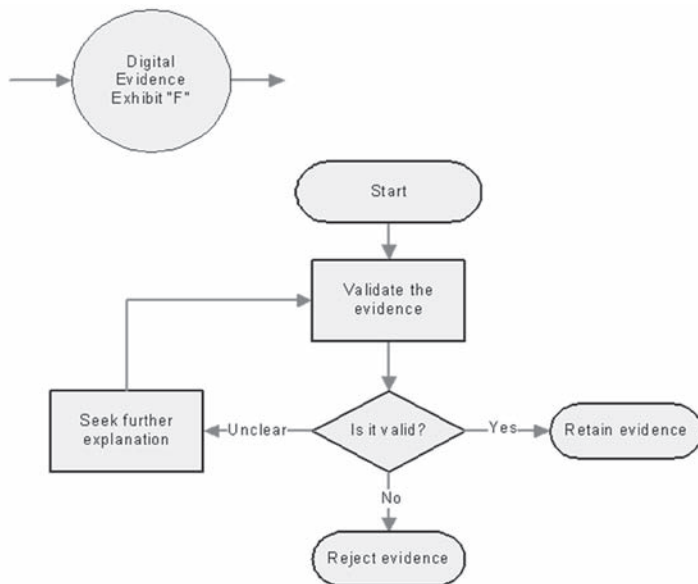 Digital
Evidence
Exhibit "F"
Start
Validate the
evidence
Seek further
explanation
Unclear
Is it valid?
Yes
Retain evidence
No
Reject evidence